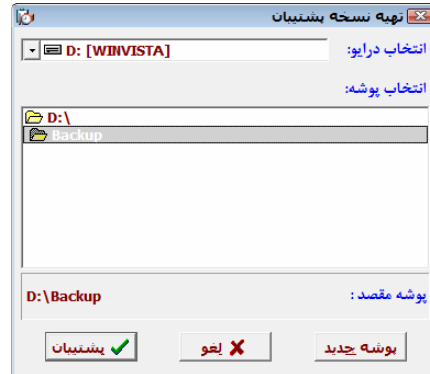 تهیه نسخه پشتیبان
انتخاب درایو:
D: [WINVISTA]
انتخاب پوشه:
D:\
Backup
پوشه مقصد :
D:\Backup
پوشه جدید
لغو
پشتیبان